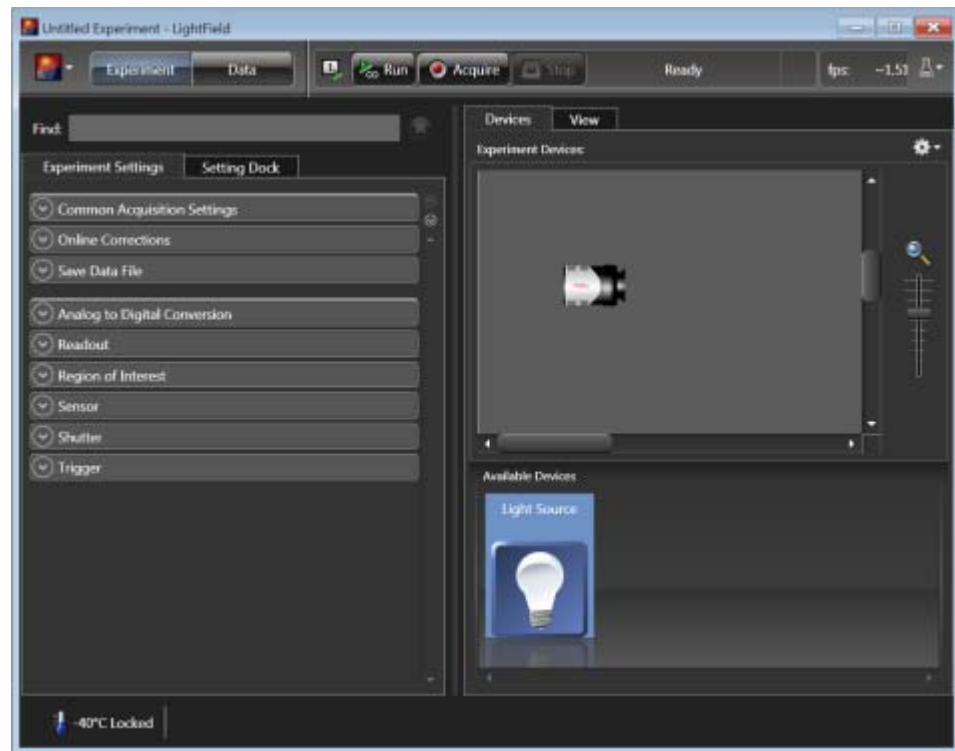 Untitled Experiment - LightField
Experiment
Data
Run
Acquire
Stop
Ready
fps:
~1.51
Find:
Experiment Settings
Setting Dock
Common Acquisition Settings
Online Corrections
Save Data File
Analog to Digital Conversion
Readout
Region of Interest
Sensor
Shutter
Trigger
Devices
View
Experiment Devices:
Available Devices
Light Source
-40°C Locked